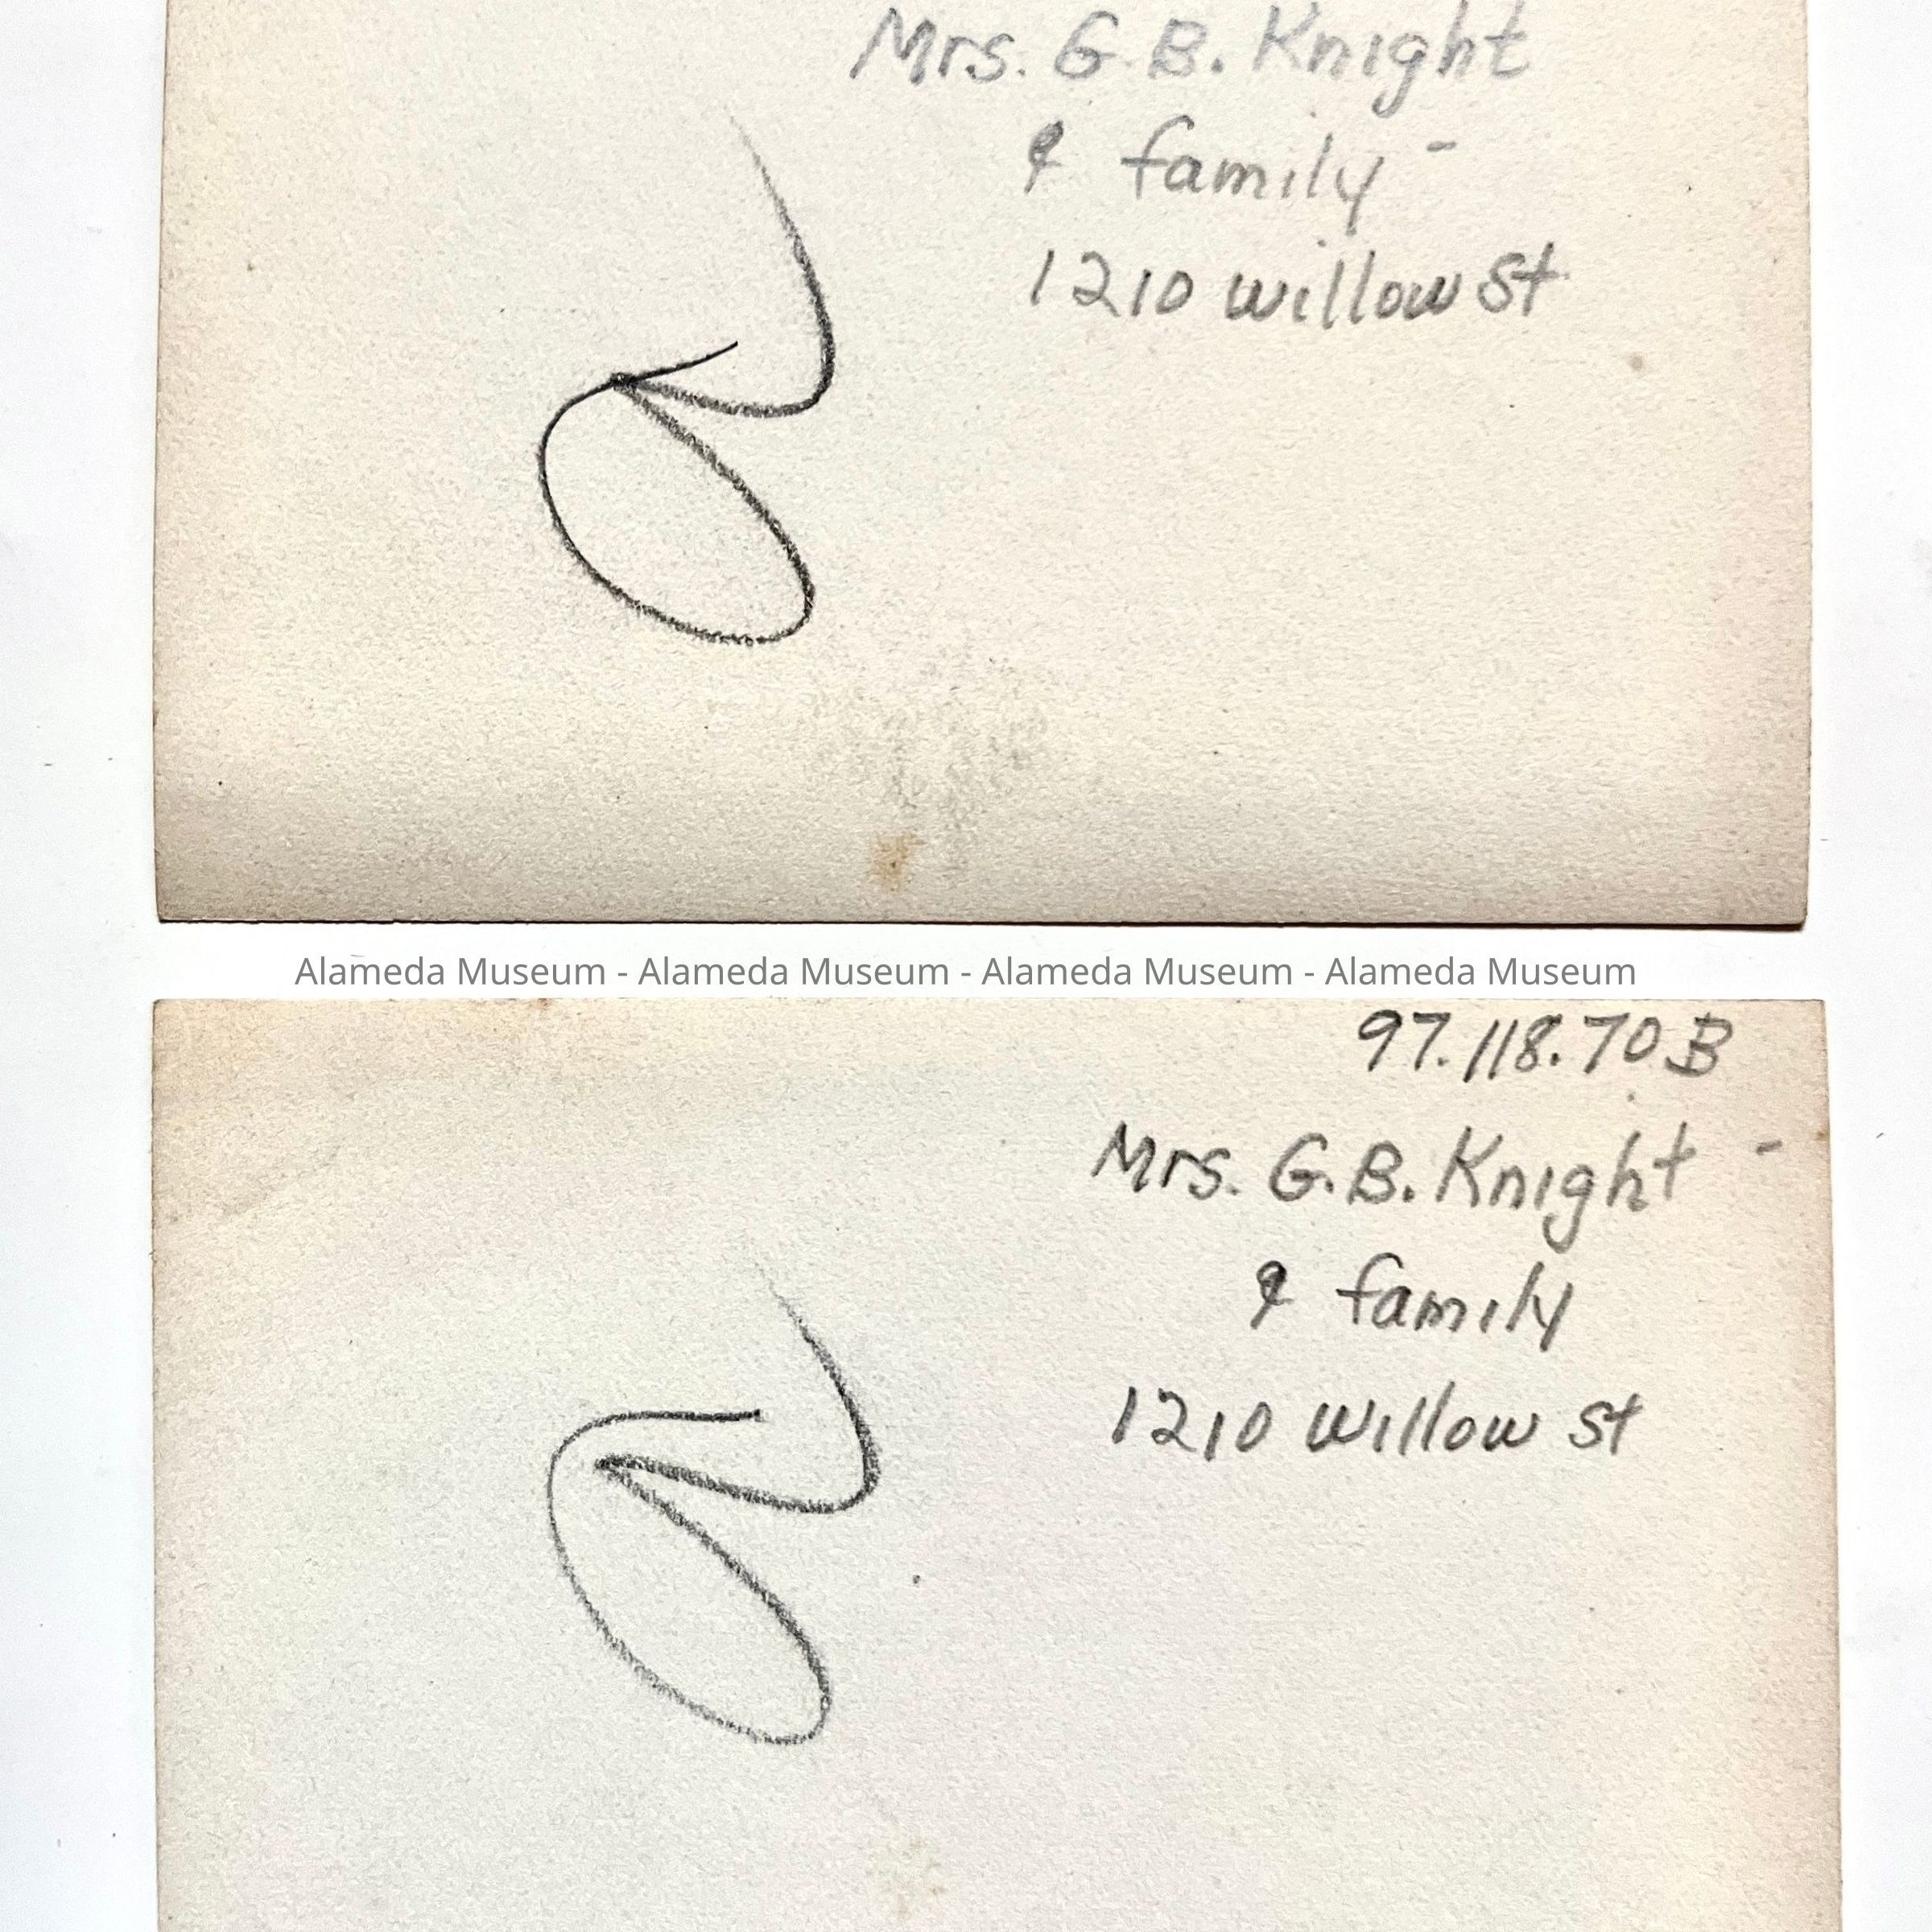 Mrs. G. B. Knight
& family -
1210 Willow St.
Alameda Museum - Alameda Museum - Alameda Museum - Alameda Museum
97.118.70B
Mrs. G.B. Knight -
& family
1210 Willow St